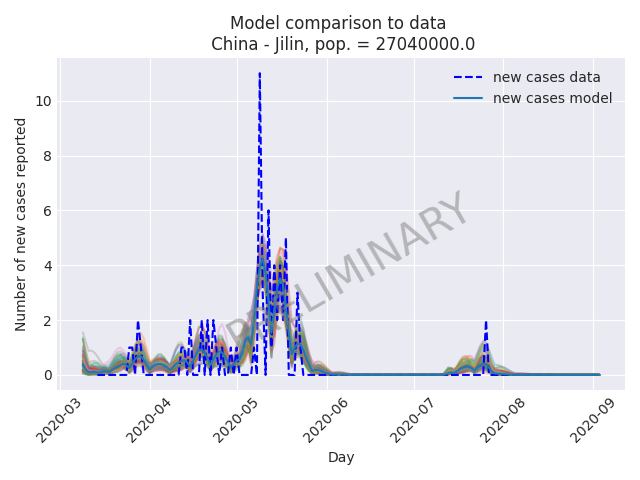 Model comparison to data
China - Jilin, pop. = 27040000.0
new cases data
new cases model
Number of new cases reported
10
8
6
4
2
0
PRELIMINARY
2020-03
2020-04
2020-05
2020-06
2020-07
2020-08
2020-09
Day